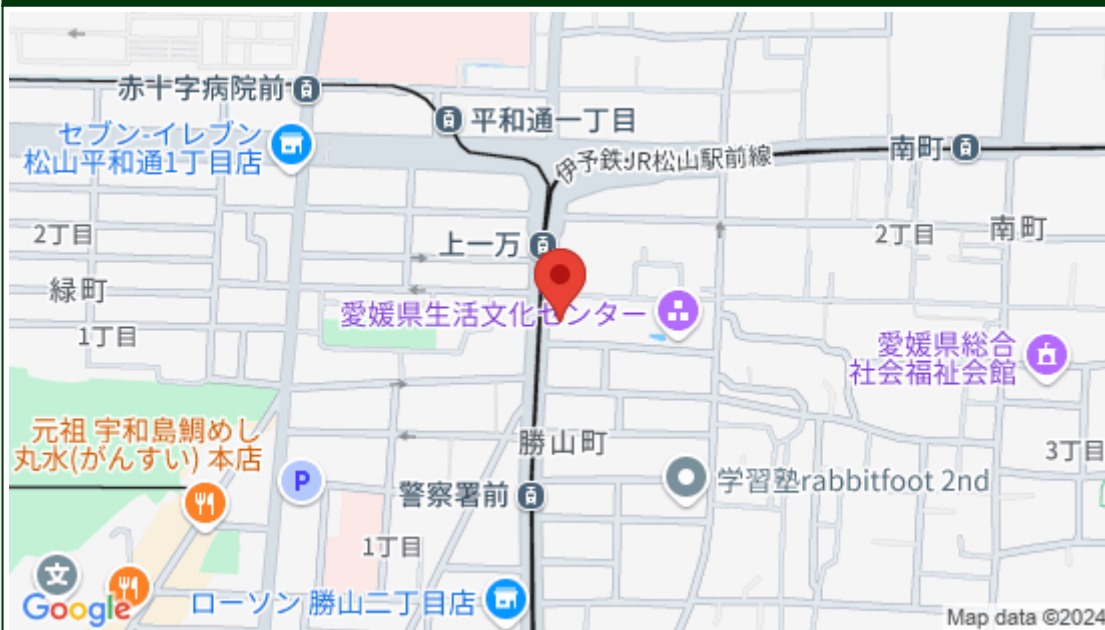 赤十字病院前
平和通一丁目
セブン-イレブン
松山平和通1丁目店
伊予鉄JR松山駅前線
南町
2丁目
上一万
2丁目
南町
緑町
愛媛県生活文化センター
1丁目
愛媛県総合
社会福祉会館
元祖 宇和島鯛めし
丸水(がんすい) 本店
勝山町
3丁目
P
学習塾rabbitfoot 2nd
警察署前
1丁目
文
ローソン 勝山二丁目店
Google
Map data ©2024